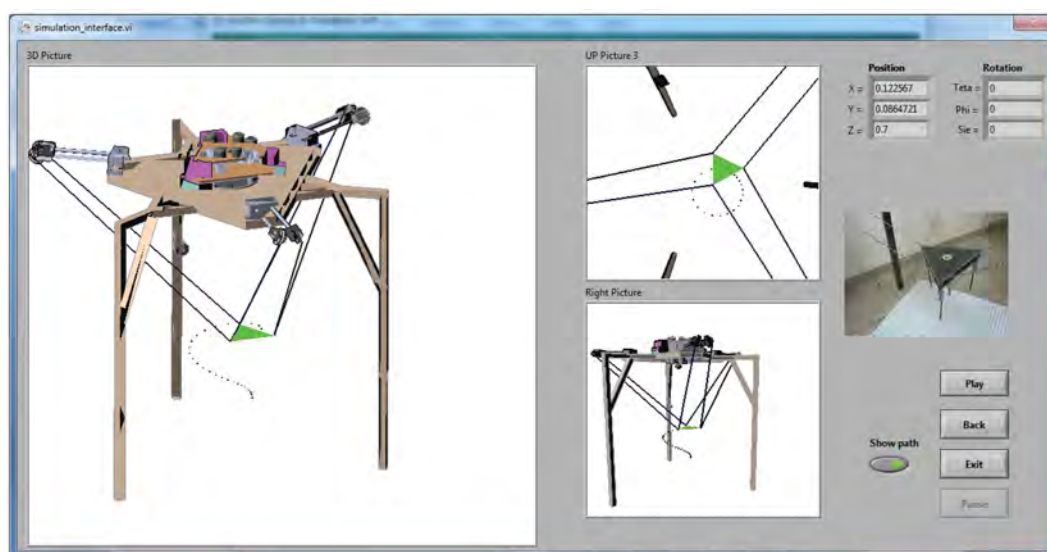 simulation_interface.vi
3D Picture
UP Picture 3
Position
Rotation
X = 0.122567
Teta = 0
Y = 0.0864721
Phi = 0
Z = 0.7
Sie = 0
Right Picture
Play
Back
Show path
Exit
Pause